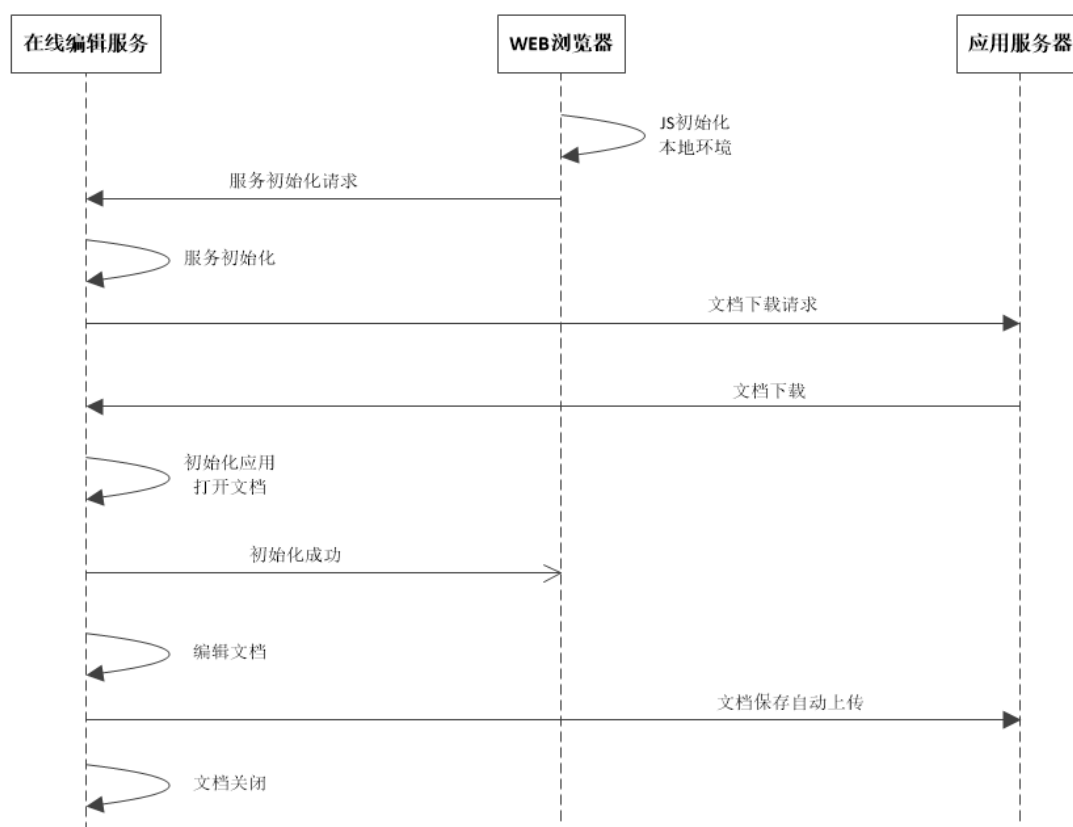 在线编辑服务
WEB浏览器
应用服务器
JS初始化
本地环境
服务初始化请求
服务初始化
文档下载请求
文档下载
初始化应用
打开文档
初始化成功
编辑文档
文档保存自动上传
文档关闭